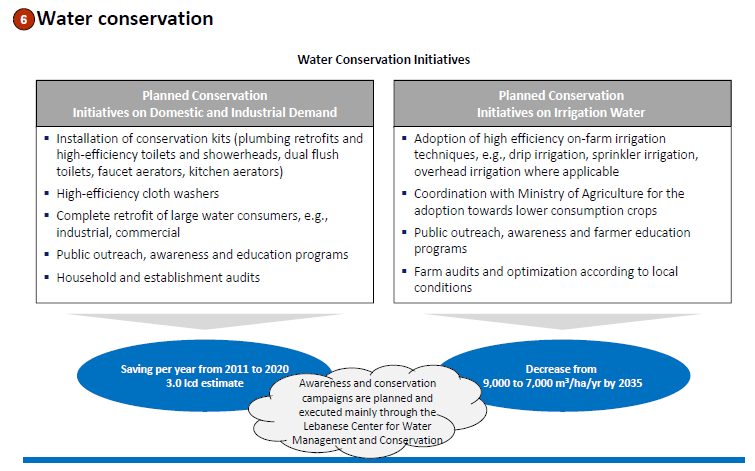 6 Water conservation
Water Conservation Initiatives
Planned Conservation
Initiatives on Domestic and Industrial Demand
▪ Installation of conservation kits (plumbing retrofits and
high-efficiency toilets and showerheads, dual flush
toilets, faucet aerators, kitchen aerators)
▪ High-efficiency cloth washers
▪ Complete retrofit of large water consumers, e.g.,
industrial, commercial
▪ Public outreach, awareness and education programs
▪ Household and establishment audits
Planned Conservation
Initiatives on Irrigation Water
▪ Adoption of high efficiency on-farm irrigation
techniques, e.g., drip irrigation, sprinkler irrigation,
overhead irrigation where applicable
▪ Coordination with Ministry of Agriculture for the
adoption towards lower consumption crops
▪ Public outreach, awareness and farmer education
programs
▪ Farm audits and optimization according to local
conditions
Saving per year from 2011 to 2020
3.0 lcd estimate
Awareness and conservation
campaigns are planned and
executed mainly through the
Lebanese Center for Water
Management and Conservation
Decrease from
9,000 to 7,000 m³/ha/yr by 2035